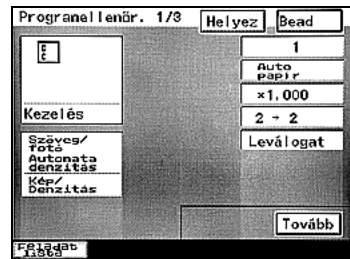 Programellenőr. 1/3
Helyez
Bead
1
Auto
papír
×1.000
2 → 2
Leválogat
Kezelés
Szöveg/
fotó
Automata
denzitás
Kép/
Denzitás
Tovább
Feladat
lista